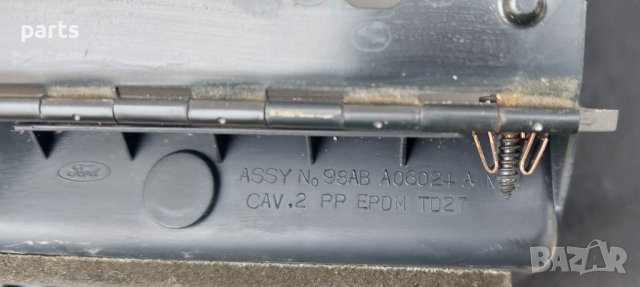 parts
Ford
ASSY No 98AB A06024 A
CAV.2 PP EPDM TD27
BAZAR